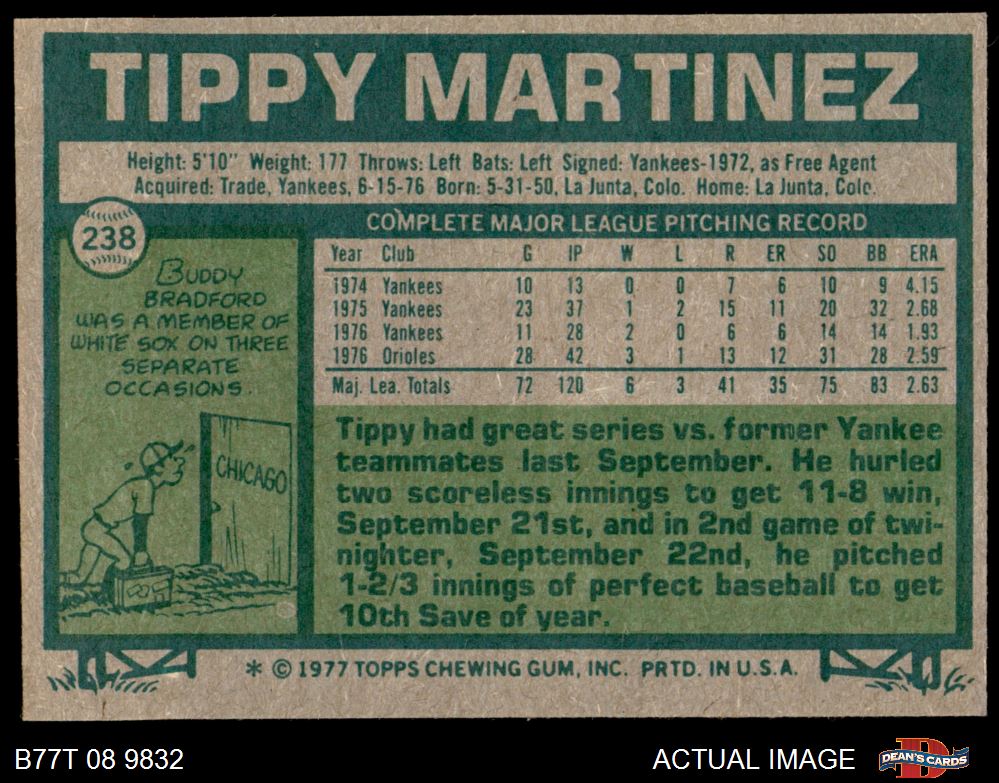 TIPPY MARTINEZ
Height: 5'10" Weight: 177 Throws: Left Bats: Left Signed: Yankees-1972, as Free Agent
Acquired: Trade, Yankees, 6-15-76 Born: 5-31-50, La Junta, Colo. Home: La Junta, Colo.
238
BUDDY
BRADFORD
WAS A MEMBER OF
WHITE SOX ON THREE
SEPARATE
OCCASIONS.
CHICAGO
COMPLETE MAJOR LEAGUE PITCHING RECORD
Year Club G IP W L R ER SO BB ERA
1974 Yankees 10 13 0 0 7 6 10 9 4.15
1975 Yankees 23 37 1 2 15 11 20 32 2.68
1976 Yankees 11 28 2 0 6 6 14 14 1.93
1976 Orioles 28 42 3 1 13 12 31 28 2.59
Maj. Lea. Totals 72 120 6 3 41 35 75 83 2.63
Tippy had great series vs. former Yankee
teammates last September. He hurled
two scoreless innings to get 11-8 win,
September 21st, and in 2nd game of twi-
nighter, September 22nd, he pitched
1-2/3 innings of perfect baseball to get
10th Save of year.
* © 1977 TOPPS CHEWING GUM, INC. PRTD. IN U.S.A.
B77T 08 9832
ACTUAL IMAGE
D
DEAN'S CARDS